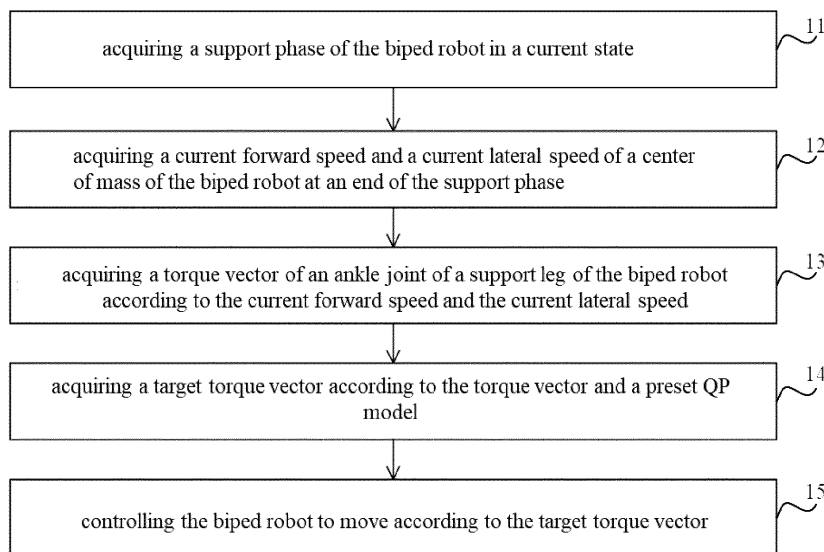 11
acquiring a support phase of the biped robot in a current state
12
acquiring a current forward speed and a current lateral speed of a center
of mass of the biped robot at an end of the support phase
13
acquiring a torque vector of an ankle joint of a support leg of the biped robot
according to the current forward speed and the current lateral speed
14
acquiring a target torque vector according to the torque vector and a preset QP
model
15
controlling the biped robot to move according to the target torque vector